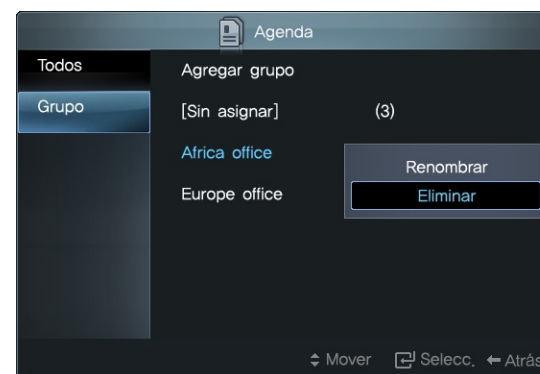 Agenda
Todos
Grupo
Agregar grupo
[Sin asignar] (3)
Africa office
Europe office
Renombrar
Eliminar
Mover Selecc. Atrás